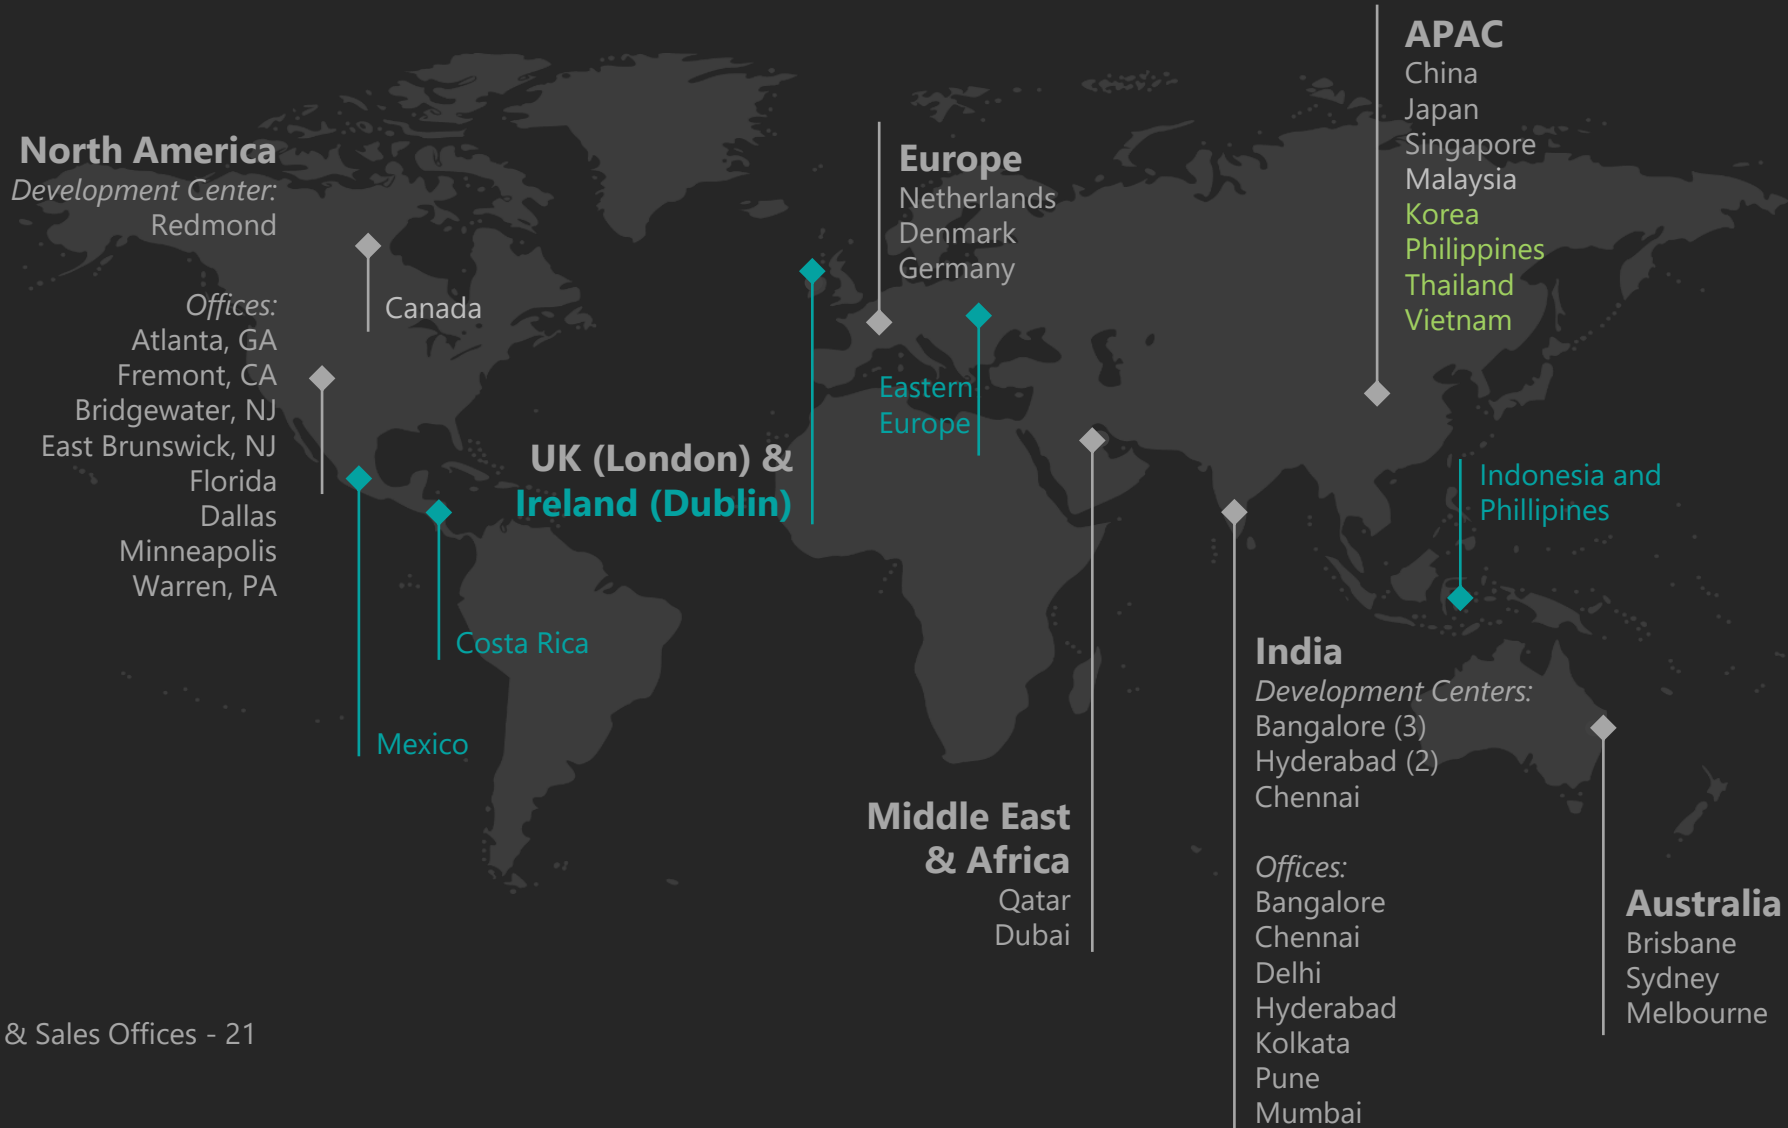 North America
Development Center:
Redmond
Offices:
Atlanta, GA
Fremont, CA
Bridgewater, NJ
East Brunswick, NJ
Florida
Dallas
Minneapolis
Warren, PA
Canada
Mexico
Costa Rica
UK (London) &
Ireland (Dublin)
Europe
Netherlands
Denmark
Germany
Eastern
Europe
Middle East
& Africa
Qatar
Dubai
APAC
China
Japan
Singapore
Malaysia
Korea
Philippines
Thailand
Vietnam
Indonesia and
Phillipines
India
Development Centers:
Bangalore (3)
Hyderabad (2)
Chennai
Offices:
Bangalore
Chennai
Delhi
Hyderabad
Kolkata
Pune
Mumbai
Australia
Brisbane
Sydney
Melbourne
& Sales Offices - 21